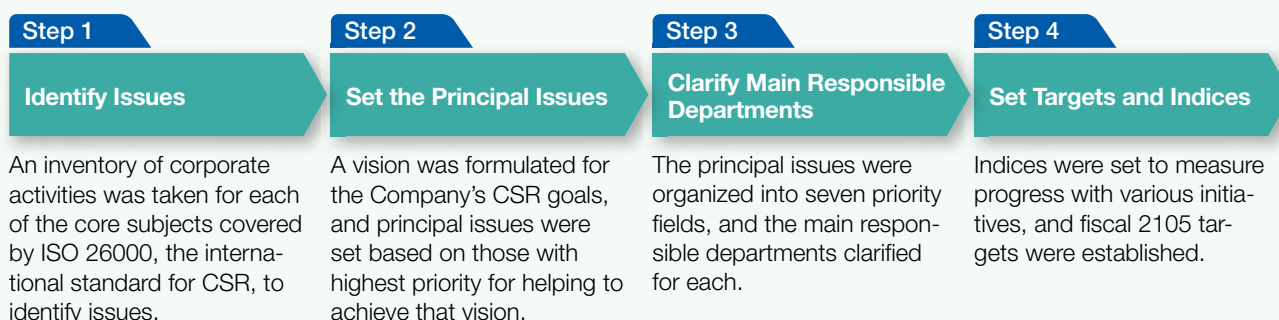 Step 1
Identify Issues
An inventory of corporate
activities was taken for each
of the core subjects covered
by ISO 26000, the interna-
tional standard for CSR, to
identify issues.
Step 2
Set the Principal Issues
A vision was formulated for
the Company's CSR goals,
and principal issues were
set based on those with
highest priority for helping to
achieve that vision.
Step 3
Clarify Main Responsible
Departments
The principal issues were
organized into seven priority
fields, and the main respon-
sible departments clarified
for each.
Step 4
Set Targets and Indices
Indices were set to measure
progress with various initia-
tives, and fiscal 2105 tar-
gets were established.